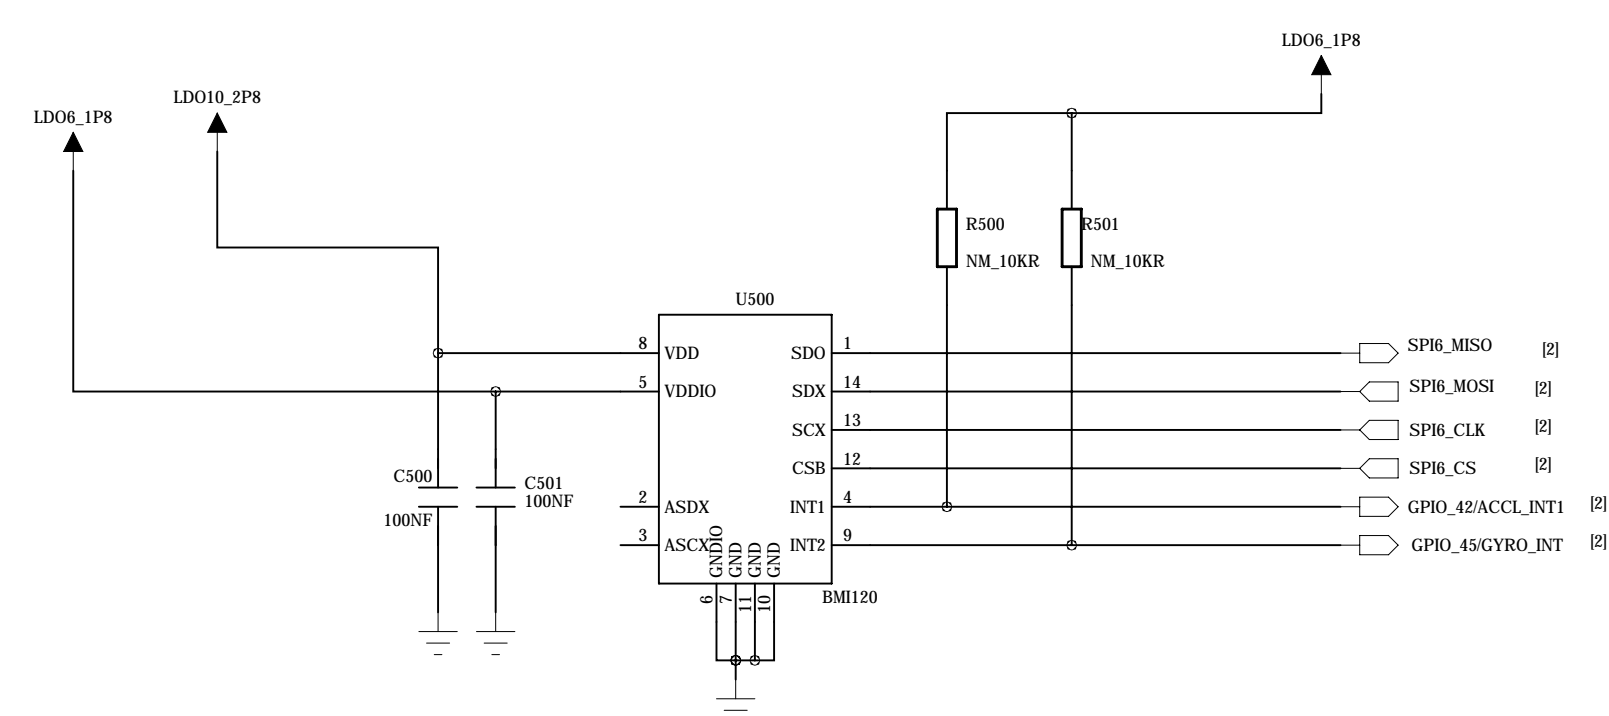 LDO6_1P8
LDO10_2P8
LDO6_1P8
R500
R501
NM_10KR
NM_10KR
U500
8
VDD
SDO
1
SPI6_MISO
[2]
5
VDDIO
SDX
14
SPI6_MOSI
[2]
SCX
13
SPI6_CLK
[2]
CSB
12
SPI6_CS
[2]
C500
100NF
C501
100NF
2
ASDX
INT1
4
GPIO_42/ACCL_INT1
[2]
3
ASCX
INT2
9
GPIO_45/GYRO_INT
[2]
GNDIO
GND
GND
GND
6
7
11
10
BMI120